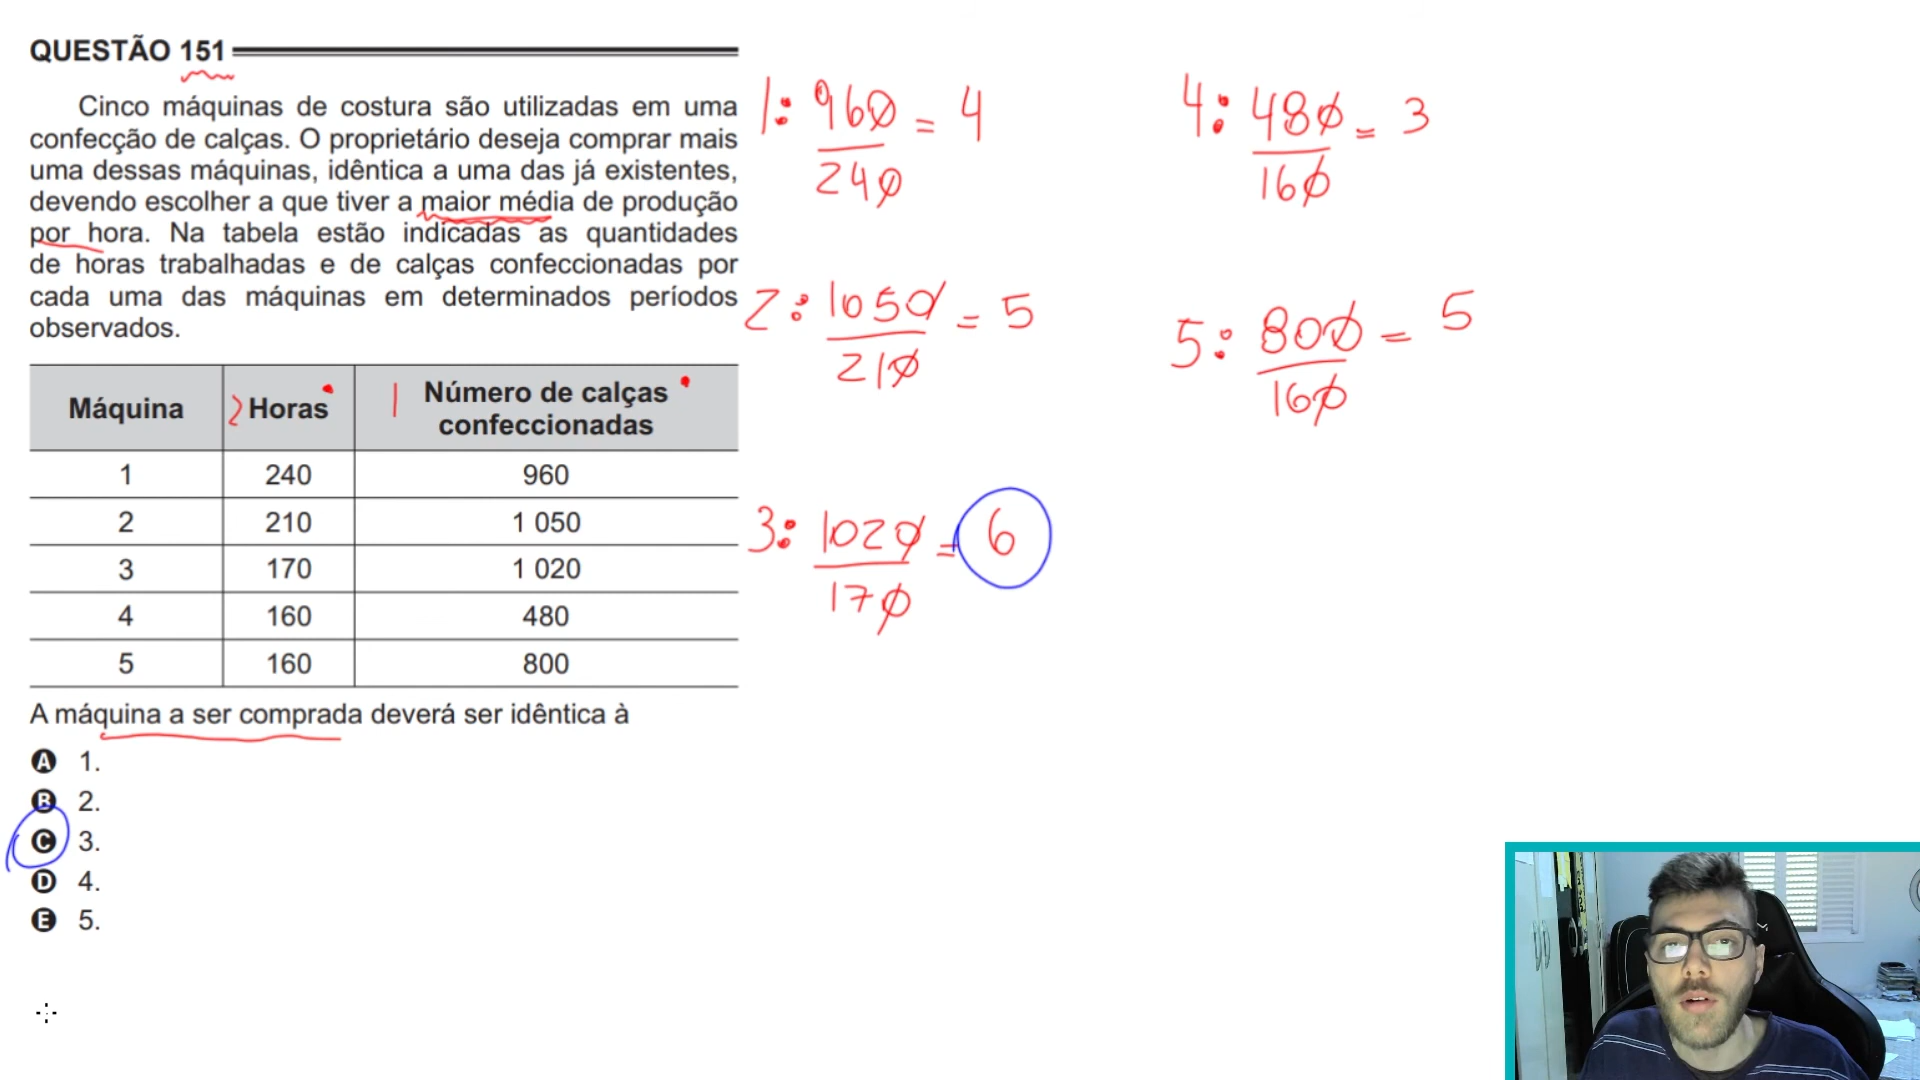 QUESTÃO 151
Cinco máquinas de costura são utilizadas em uma
confecção de calças. O proprietário deseja comprar mais
uma dessas máquinas, idêntica a uma das já existentes,
devendo escolher a que tiver a maior média de produção
por hora. Na tabela estão indicadas as quantidades
de horas trabalhadas e de calças confeccionadas por
cada uma das máquinas em determinados períodos
observados.
Máquina 2 Horas 1 Número de calças
confeccionadas
1 240 960
2 210 1 050
3 170 1 020
4 160 480
5 160 800
A máquina a ser comprada deverá ser idêntica à
A 1.
B 2.
C 3.
D 4.
E 5.
1: 960 = 4
240
2: 1050 = 5
210
3: 1020 = 6
170
4: 480 = 3
160
5: 800 = 5
160